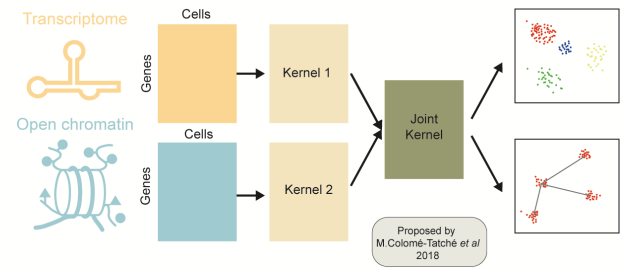 Transcriptome
Cells
Genes
Kernel 1
Open chromatin
Cells
Genes
Kernel 2
Joint
Kernel
Proposed by
M.Colomé-Tatché et al
2018